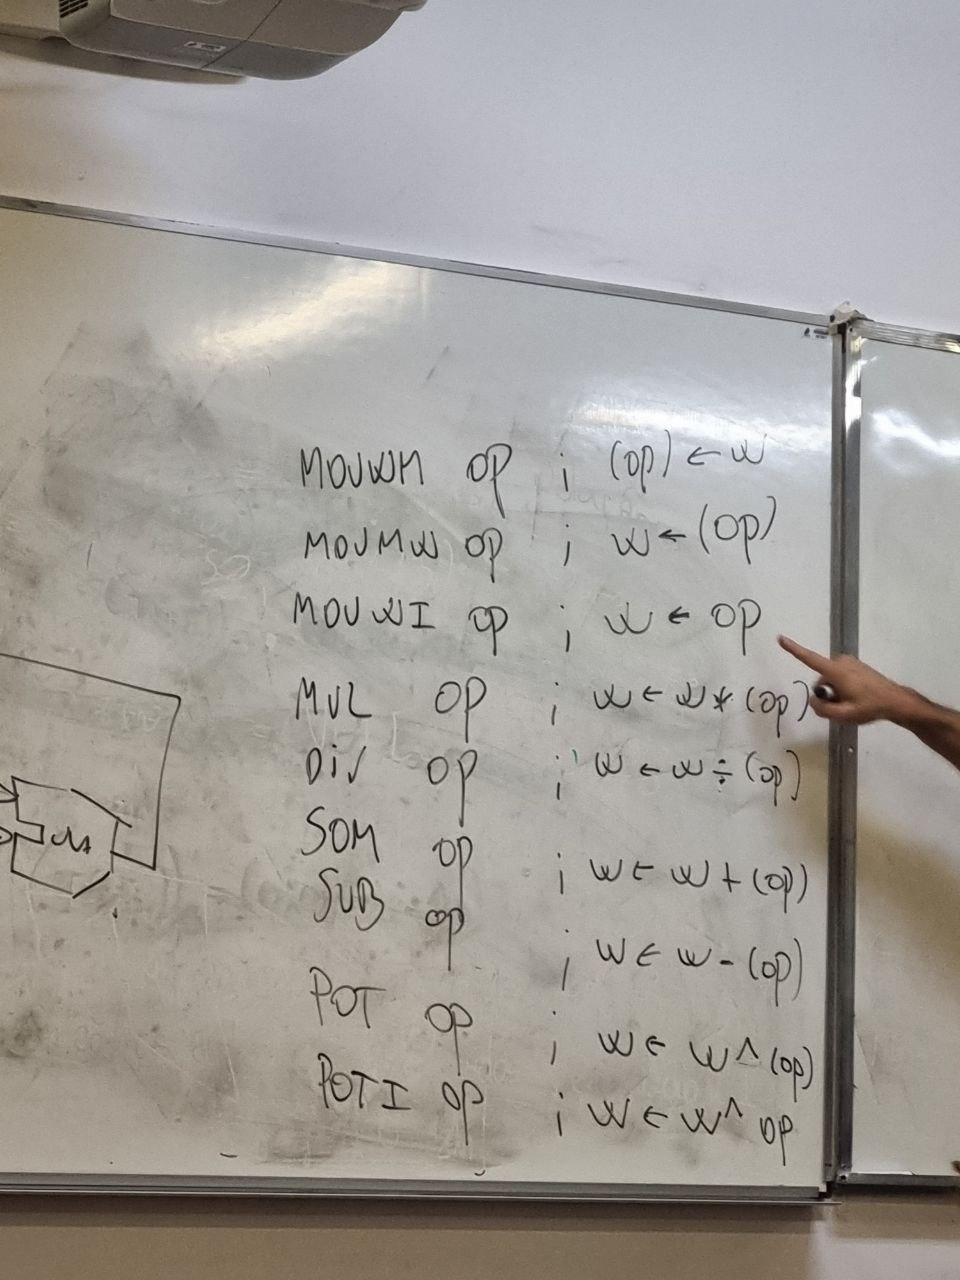 MOVWM op ; (op) ← w
MOVMW op ; w ← (op)
MOVWI op ; w ← op
MUL op ; w ← w * (op)
DIV op ; w ← w ÷ (op)
SOM op ; w ← w + (op)
SUB op ; w ← w - (op)
POT op ; w ← w ^ (op)
POTI op ; w ← w ^ op